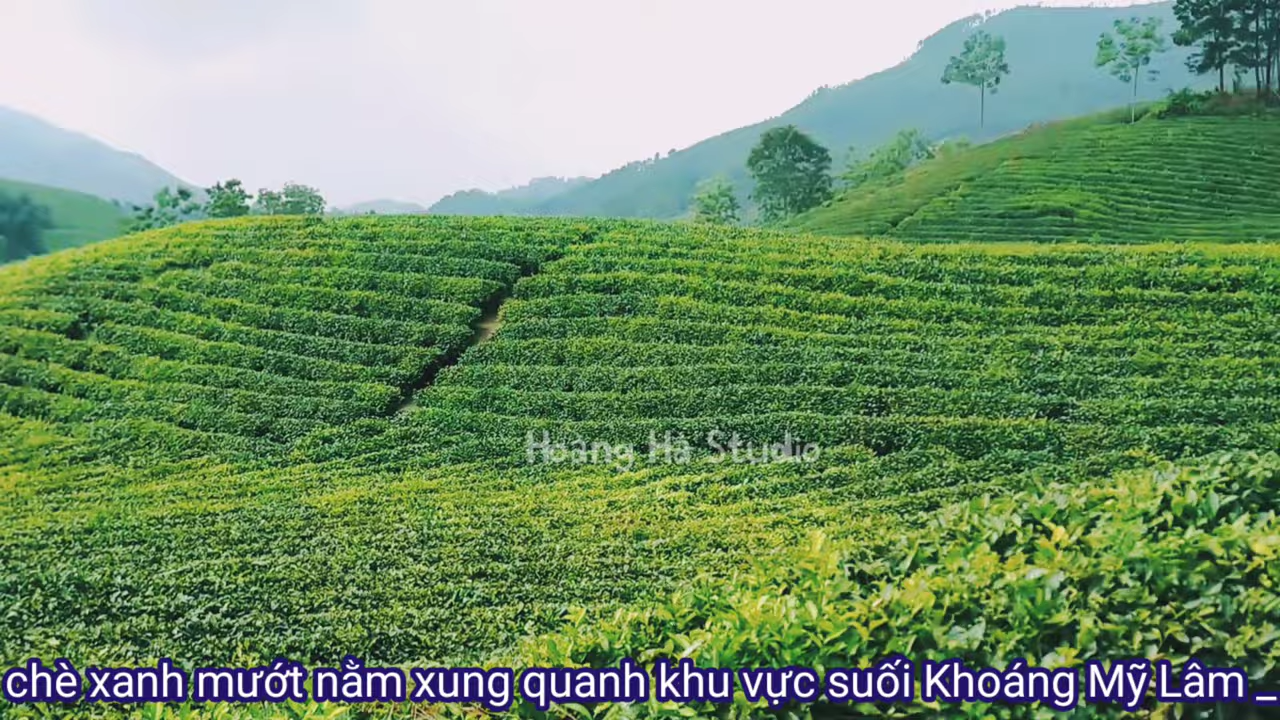 Hoàng Hà Studio
chè xanh mướt nằm xung quanh khu vực suối Khoáng Mỹ Lâm _